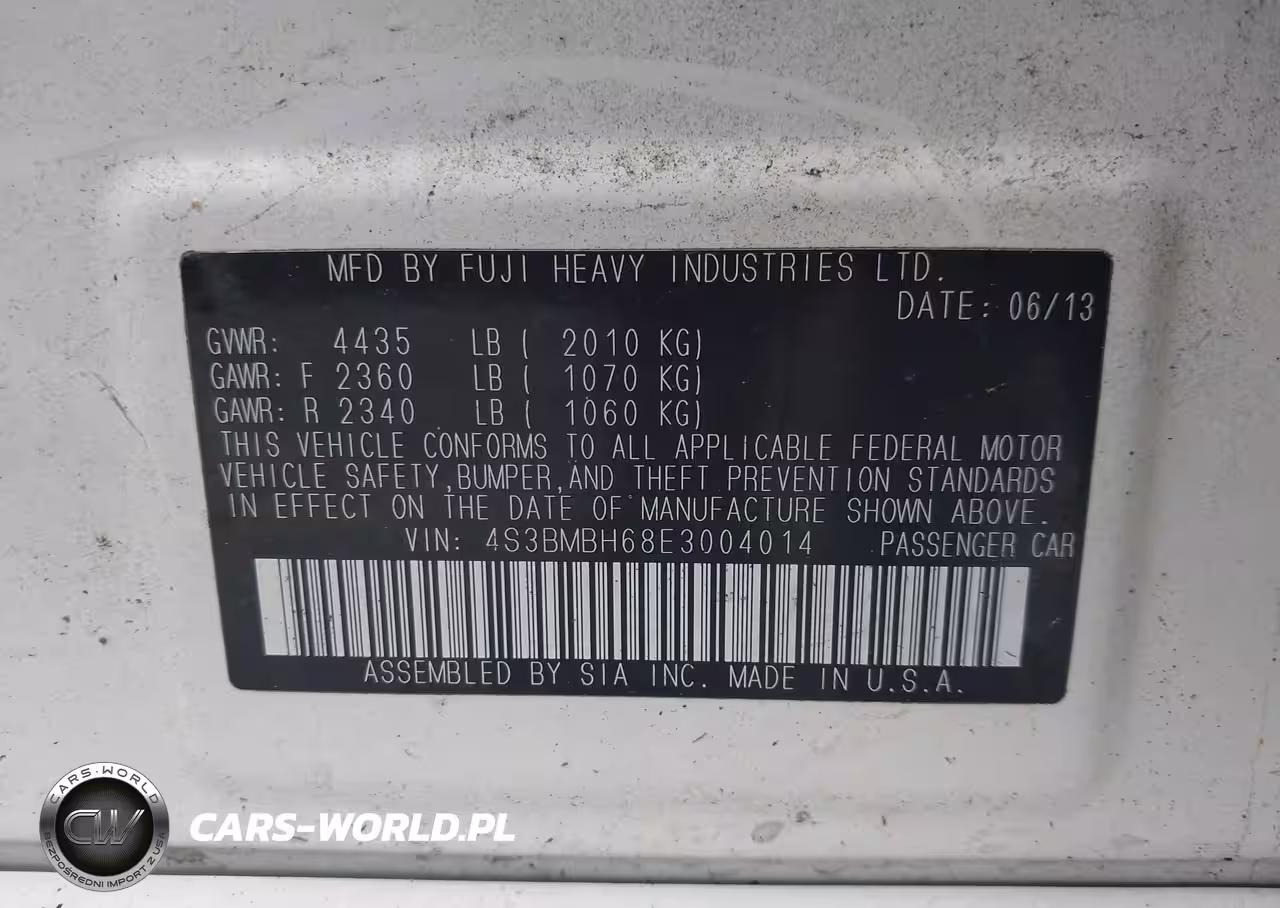 MFD BY FUJI HEAVY INDUSTRIES LTD.
DATE: 06/13
GVWR: 4435 LB ( 2010 KG)
GAWR: F 2360 LB ( 1070 KG)
GAWR: R 2340 LB ( 1060 KG)
THIS VEHICLE CONFORMS TO ALL APPLICABLE FEDERAL MOTOR
VEHICLE SAFETY,BUMPER,AND THEFT PREVENTION STANDARDS
IN EFFECT ON THE DATE OF MANUFACTURE SHOWN ABOVE.
VIN: 4S3BMBH68E3004014 PASSENGER CAR
ASSEMBLED BY SIA INC. MADE IN U.S.A.
CARS-WORLD
CW
BEZPOŚREDNI IMPORT Z USA
CARS-WORLD.PL